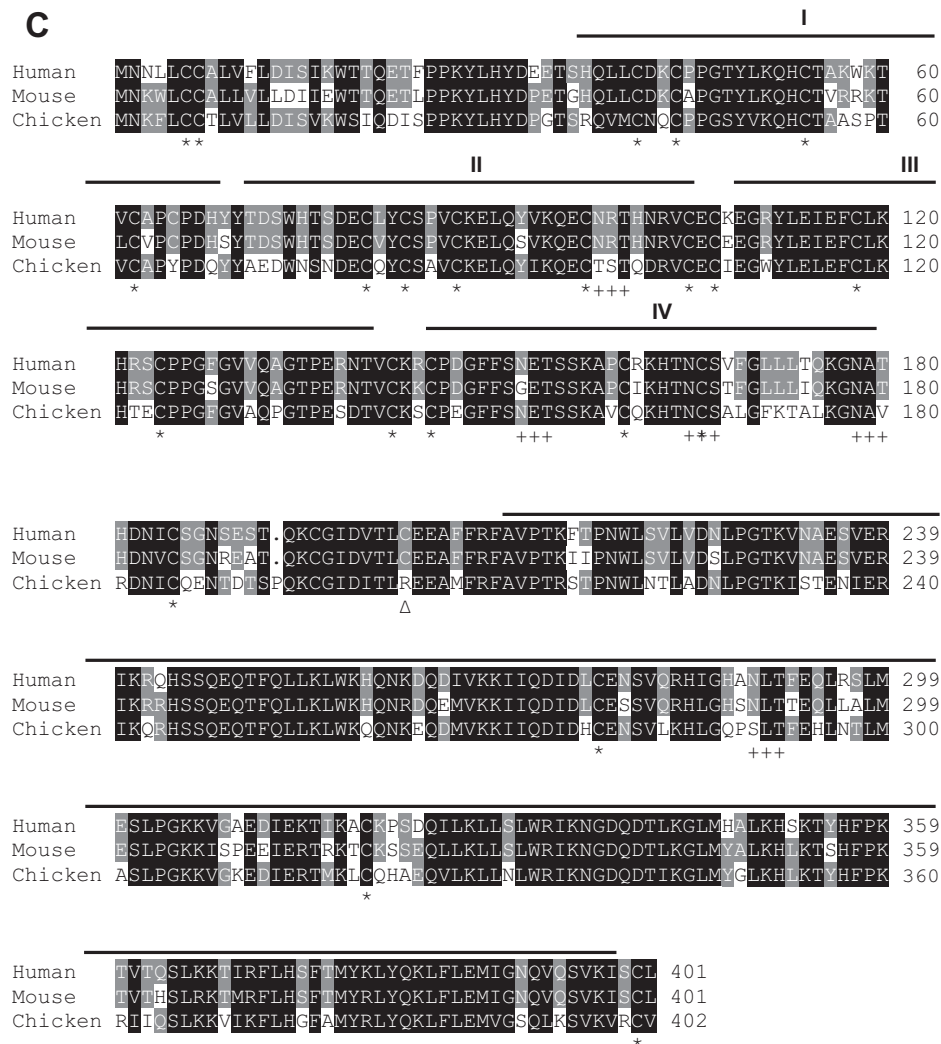 C
I
Human MNNLLCCALVFLDISIKWTTQETFPPKYLHYDEETSHQLLCDKCPPGTYLKQHCTAKWKT 60
Mouse MNKWLCCALLVLLDIIEWTTQETLPPKYLHYDPETGHQLLCDKCAPGTYLKQHCTVRRKT 60
Chicken MNKFLCCTLVLLDISVKWSIQDISPPKYLHYDPGTSRQVMCNQCPPGSYVKQHCTAASPT 60
** * * *
II III
Human VCAPCPDHYYTDSWHTSDECLYCSPVCKELQYVKQECNRTHNRVCECKEGRYLEIEFCLK 120
Mouse LCVPCPDHSYTDSWHTSDECVYCSPVCKELQSVKQECNRTHNRVCECEEGRYLEIEFCLK 120
Chicken VCAPYPDQYYAEDWNSNDECQYCSAVCKELQYIKQECTSTQDRVCECIEGWYLELEFCLK 120
* * * * *+++ * * *
IV
Human HRSCPPGFGVVQAGTPERNTVCKRCPDGFFSNETSSKAPCRKHTNCSVFGLLLTQKGNAT 180
Mouse HRSCPPGSGVVQAGTPERNTVCKKCPDGFFSGETSSKAPCIKHTNCSTFGLLLIQKGNAT 180
Chicken HTECPPGFGVAQPGTPESDTVCKSCPEGFFSNETSSKAVCQKHTNCSALGFKTALKGNAV 180
* * * +++ * +*+ +++
Human HDNICSGNSEST.QKCGIDVTLCEEAFFRFAVPTKFTPNWLSVLVDNLPGTKVNAESVER 239
Mouse HDNVCSGNREAT.QKCGIDVTLCEEAFFRFAVPTKIIPNWLSVLVDSLPGTKVNAESVER 239
Chicken RDNICQENTDTSPQKCGIDITLREEAMFRFAVPTRSTPNWLNTLADNLPGTKISTENIER 240
* Δ
Human IKRQHSSQEQTFQLLKLWKHQNKDQDIVKKIIQDIDLCENSVQRHIGHANLTFEQLRSLM 299
Mouse IKRRHSSQEQTFQLLKLWKHQNRDQEMVKKIIQDIDLCESSVQRHLGHSNLTTEQLLALM 299
Chicken IKQRHSSQEQTFQLLKLWKQQNKEQDMVKKIIQDIDHCENSVLKHLGQPSLTFEHLNTLM 300
* +++
Human ESLPGKKVGAEDIEKTIKACKPSDQILKLLSLWRIKNGDQDTLKGLMHALKHSKTYHFPK 359
Mouse ESLPGKKISPEEIERTRKTCKSSEQLLKLLSLWRIKNGDQDTLKGLMYALKHLKTSHFPK 359
Chicken ASLPGKKVGKEDIERTMKLCQHAEQVLKLLNLWRIKNGDQDTIKGLMYGLKHLKTYHFPK 360
*
Human TVTQSLKKTIRFLHSFTMYKLYQKLFLEMIGNQVQSVKISCL 401
Mouse TVTHSLRKTMRFLHSFTMYRLYQKLFLEMIGNQVQSVKISCL 401
Chicken RIIQSLKKVIKFLHGFAMYRLYQKLFLEMVGSQLKSVKVRCV 402
*